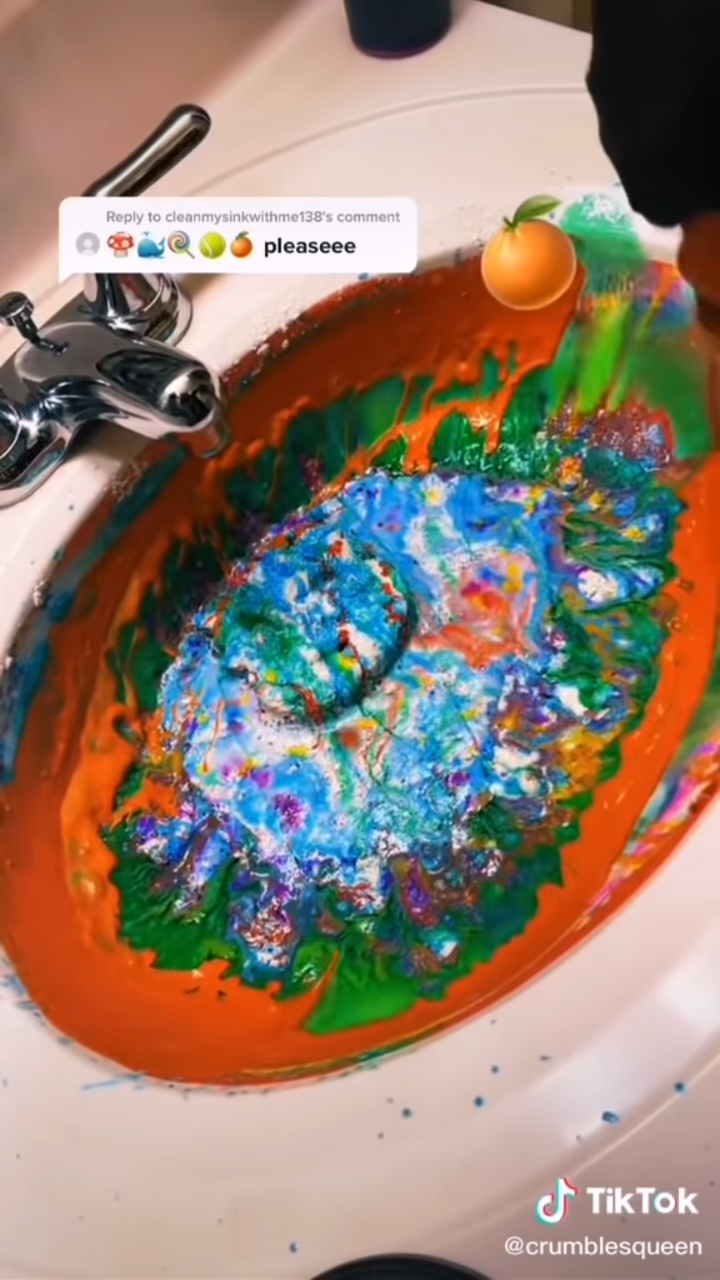 Reply to cleanmysinkwithme138's comment
🍄🐳🍭🎾🍊 pleaseee
TikTok
@crumblesqueen